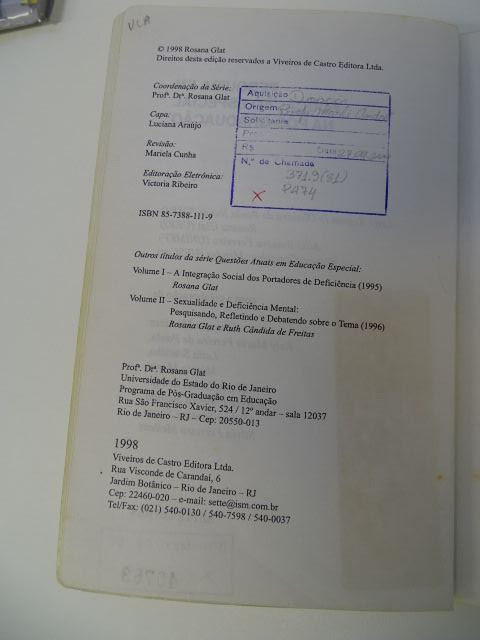 VLA
© 1998 Rosana Glat
Direitos desta edição reservados a Viveiros de Castro Editora Ltda.
Coordenação da Série:
Profª. Drª. Rosana Glat
Capa:
Luciana Araújo
Revisão:
Mariela Cunha
Editoração Eletrônica:
Victoria Ribeiro
Aquisição
Origem
Solicitante
R$ Data
N.º de Chamada
371.9(81)
P474
ISBN 85-7388-111-9
Outros títulos da série Questões Atuais em Educação Especial:
Volume I – A Integração Social dos Portadores de Deficiência (1995)
Rosana Glat
Volume II – Sexualidade e Deficiência Mental:
Pesquisando, Refletindo e Debatendo sobre o Tema (1996)
Rosana Glat e Ruth Cândida de Freitas
Profª. Drª. Rosana Glat
Universidade do Estado do Rio de Janeiro
Programa de Pós-Graduação em Educação
Rua São Francisco Xavier, 524 / 12º andar – sala 12037
Rio de Janeiro – RJ – Cep: 20550-013
1998
Viveiros de Castro Editora Ltda.
Rua Visconde de Carandaí, 6
Jardim Botânico – Rio de Janeiro – RJ
Cep: 22460-020 – e-mail: sette@ism.com.br
Tel/Fax: (021) 540-0130 / 540-7598 / 540-0037